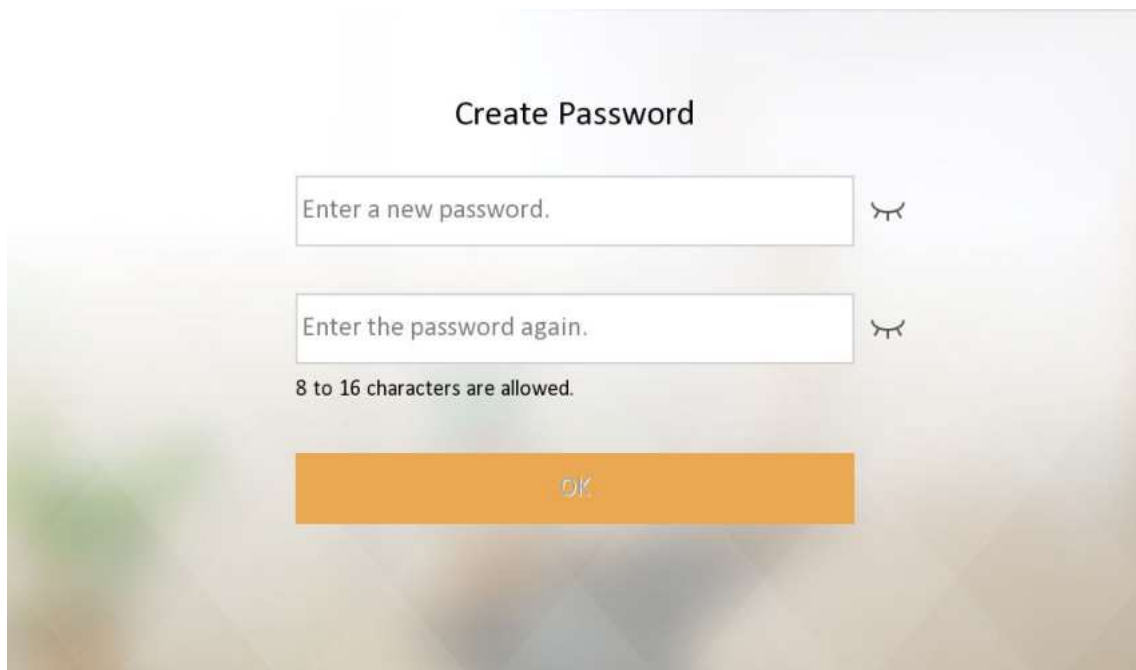 Create Password
Enter a new password.
Enter the password again.
8 to 16 characters are allowed.
OK